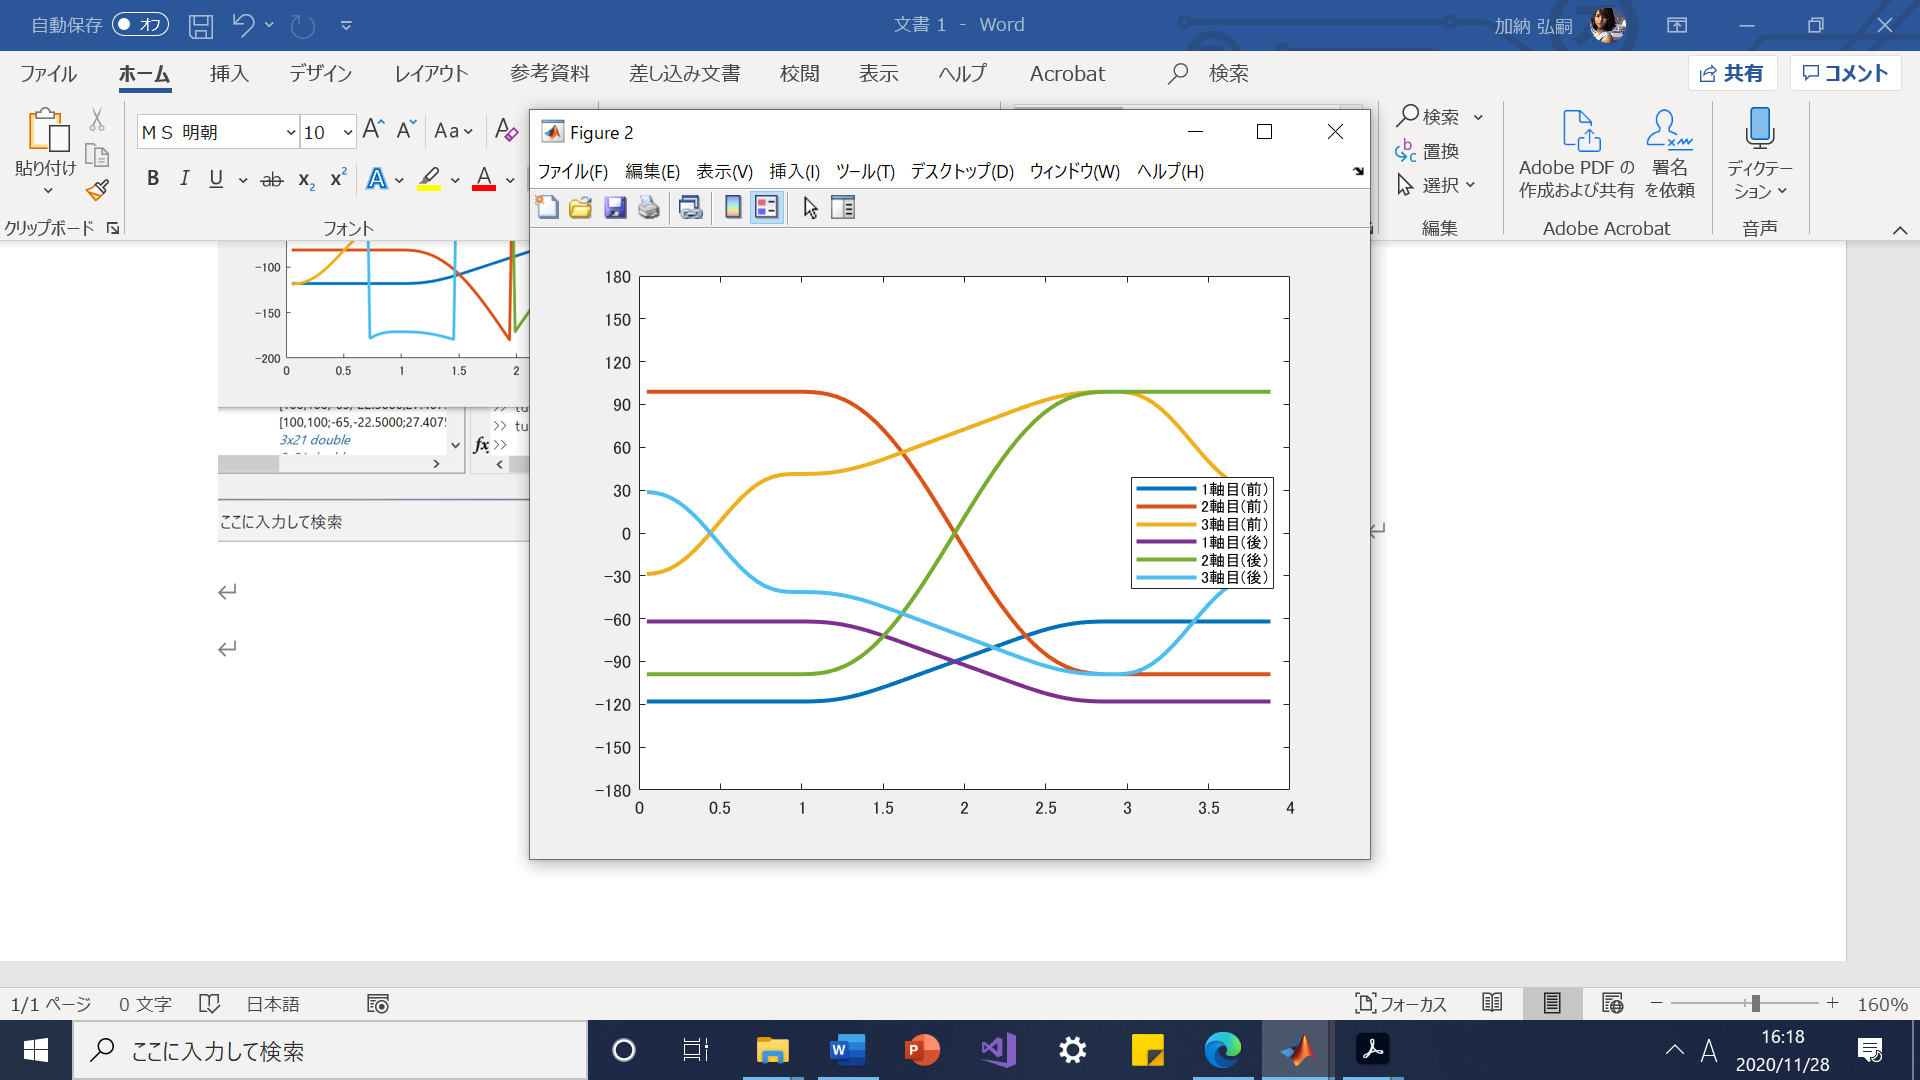 自動保存 オフ
文書 1 - Word
加納 弘嗣
ファイル ホーム 挿入 デザイン レイアウト 参考資料 差し込み文書 校閲 表示 ヘルプ Acrobat 検索
共有 コメント
貼り付け
クリップボード
ＭＳ 明朝 10
Aa
B I U ab x2 x2 A A
フォント
検索
置換
選択
編集
Adobe PDF の
作成および共有
署名
を依頼
Adobe Acrobat
ディクテー
ション
音声
Figure 2
ファイル(F) 編集(E) 表示(V) 挿入(I) ツール(T) デスクトップ(D) ウィンドウ(W) ヘルプ(H)
180
150
120
90
60
30
0
-30
-60
-90
-120
-150
-180
0 0.5 1 1.5 2 2.5 3 3.5 4
1軸目(前)
2軸目(前)
3軸目(前)
1軸目(後)
2軸目(後)
3軸目(後)
-100
-150
-200
0 0.5 1 1.5 2
[100,100;-65,-22.5000;27.407
3x21 double
>> tu
fx >>
ここに入力して検索
1/1 ページ 0 文字 日本語
フォーカス
160%
ここに入力して検索
A
16:18
2020/11/28